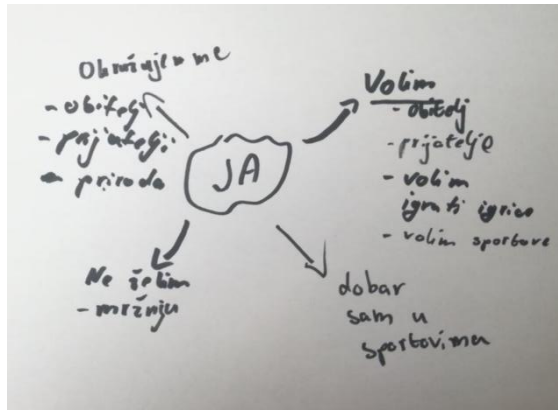 Okružuje me
- obitelj
- prijatelji
- priroda
JA
Volim
- obitelj
- prijatelje
- volim
igrati igrice
- volim sportove
Ne želim
- mržnju
dobar
sam u
sportovima